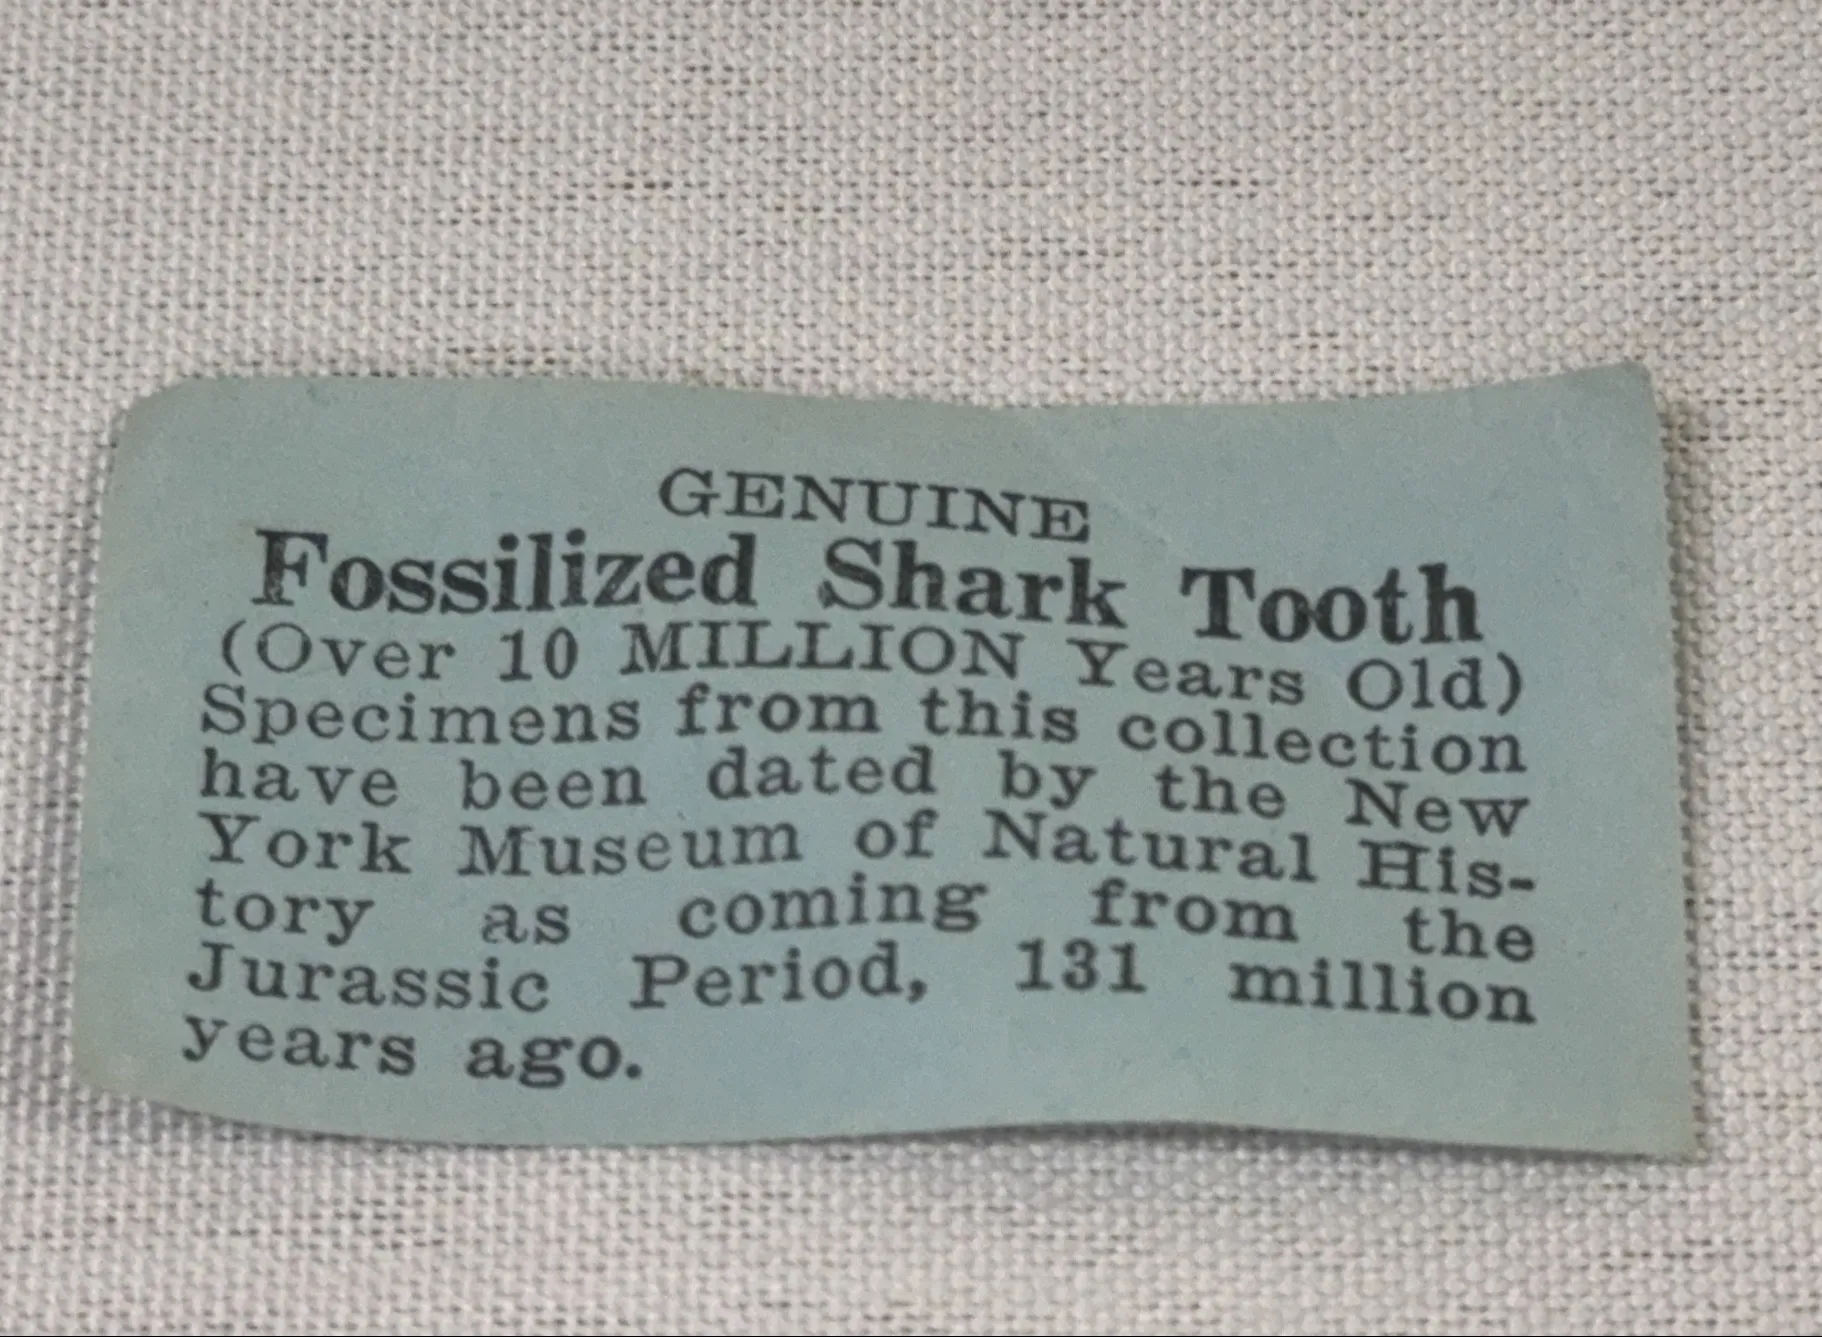 GENUINE
Fossilized Shark Tooth
(Over 10 MILLION Years Old)
Specimens from this collection
have been dated by the New
York Museum of Natural His-
tory as coming from the
Jurassic Period, 131 million
years ago.